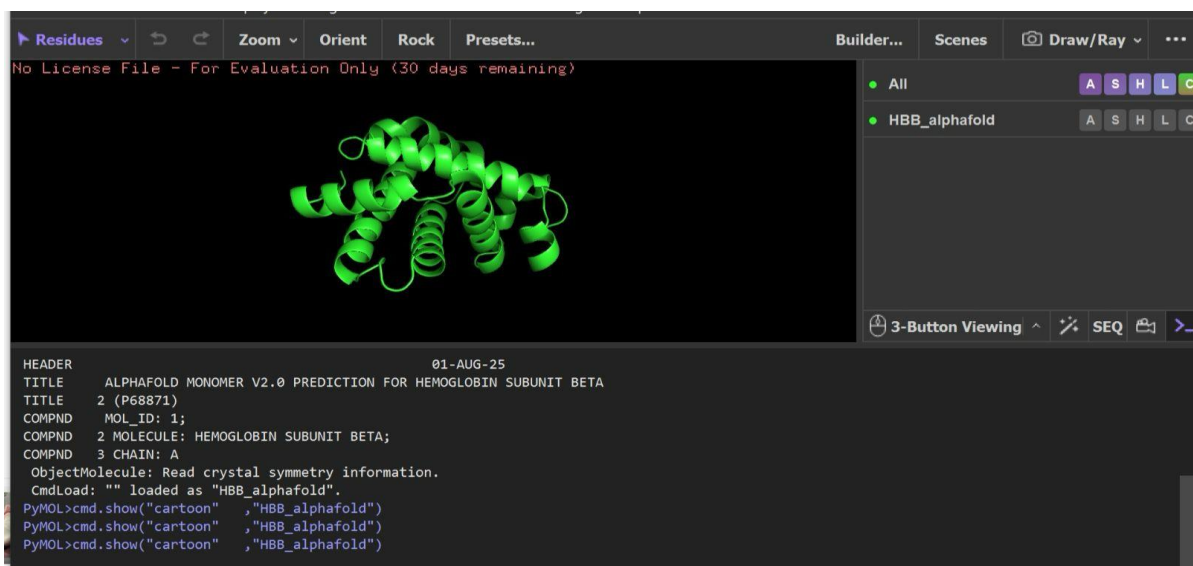 Residues Zoom Orient Rock Presets... Builder... Scenes Draw/Ray ...
No License File - For Evaluation Only (30 days remaining)
All A S H L C
HBB_alphafold A S H L C
3-Button Viewing SEQ >_
HEADER 01-AUG-25
TITLE ALPHAFOLD MONOMER V2.0 PREDICTION FOR HEMOGLOBIN SUBUNIT BETA
TITLE 2 (P68871)
COMPND MOL_ID: 1;
COMPND 2 MOLECULE: HEMOGLOBIN SUBUNIT BETA;
COMPND 3 CHAIN: A
ObjectMolecule: Read crystal symmetry information.
CmdLoad: "" loaded as "HBB_alphafold".
PyMOL>cmd.show("cartoon" ,"HBB_alphafold")
PyMOL>cmd.show("cartoon" ,"HBB_alphafold")
PyMOL>cmd.show("cartoon" ,"HBB_alphafold")